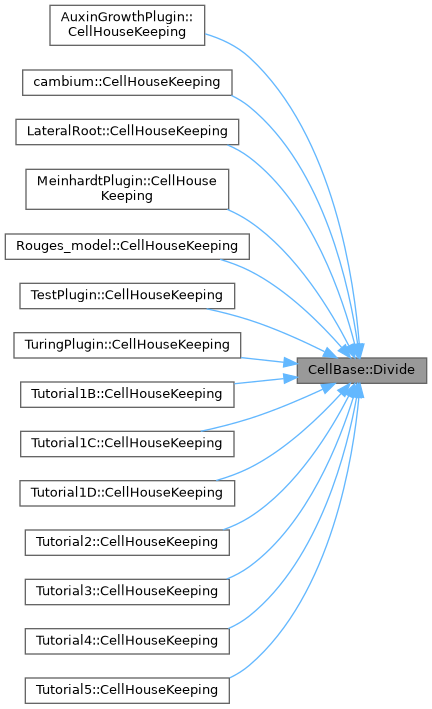 AuxinGrowthPlugin::
CellHouseKeeping
cambium::CellHouseKeeping
LateralRoot::CellHouseKeeping
MeinhardtPlugin::CellHouse
Keeping
Rouges_model::CellHouseKeeping
TestPlugin::CellHouseKeeping
TuringPlugin::CellHouseKeeping
CellBase::Divide
Tutorial1B::CellHouseKeeping
Tutorial1C::CellHouseKeeping
Tutorial1D::CellHouseKeeping
Tutorial2::CellHouseKeeping
Tutorial3::CellHouseKeeping
Tutorial4::CellHouseKeeping
Tutorial5::CellHouseKeeping